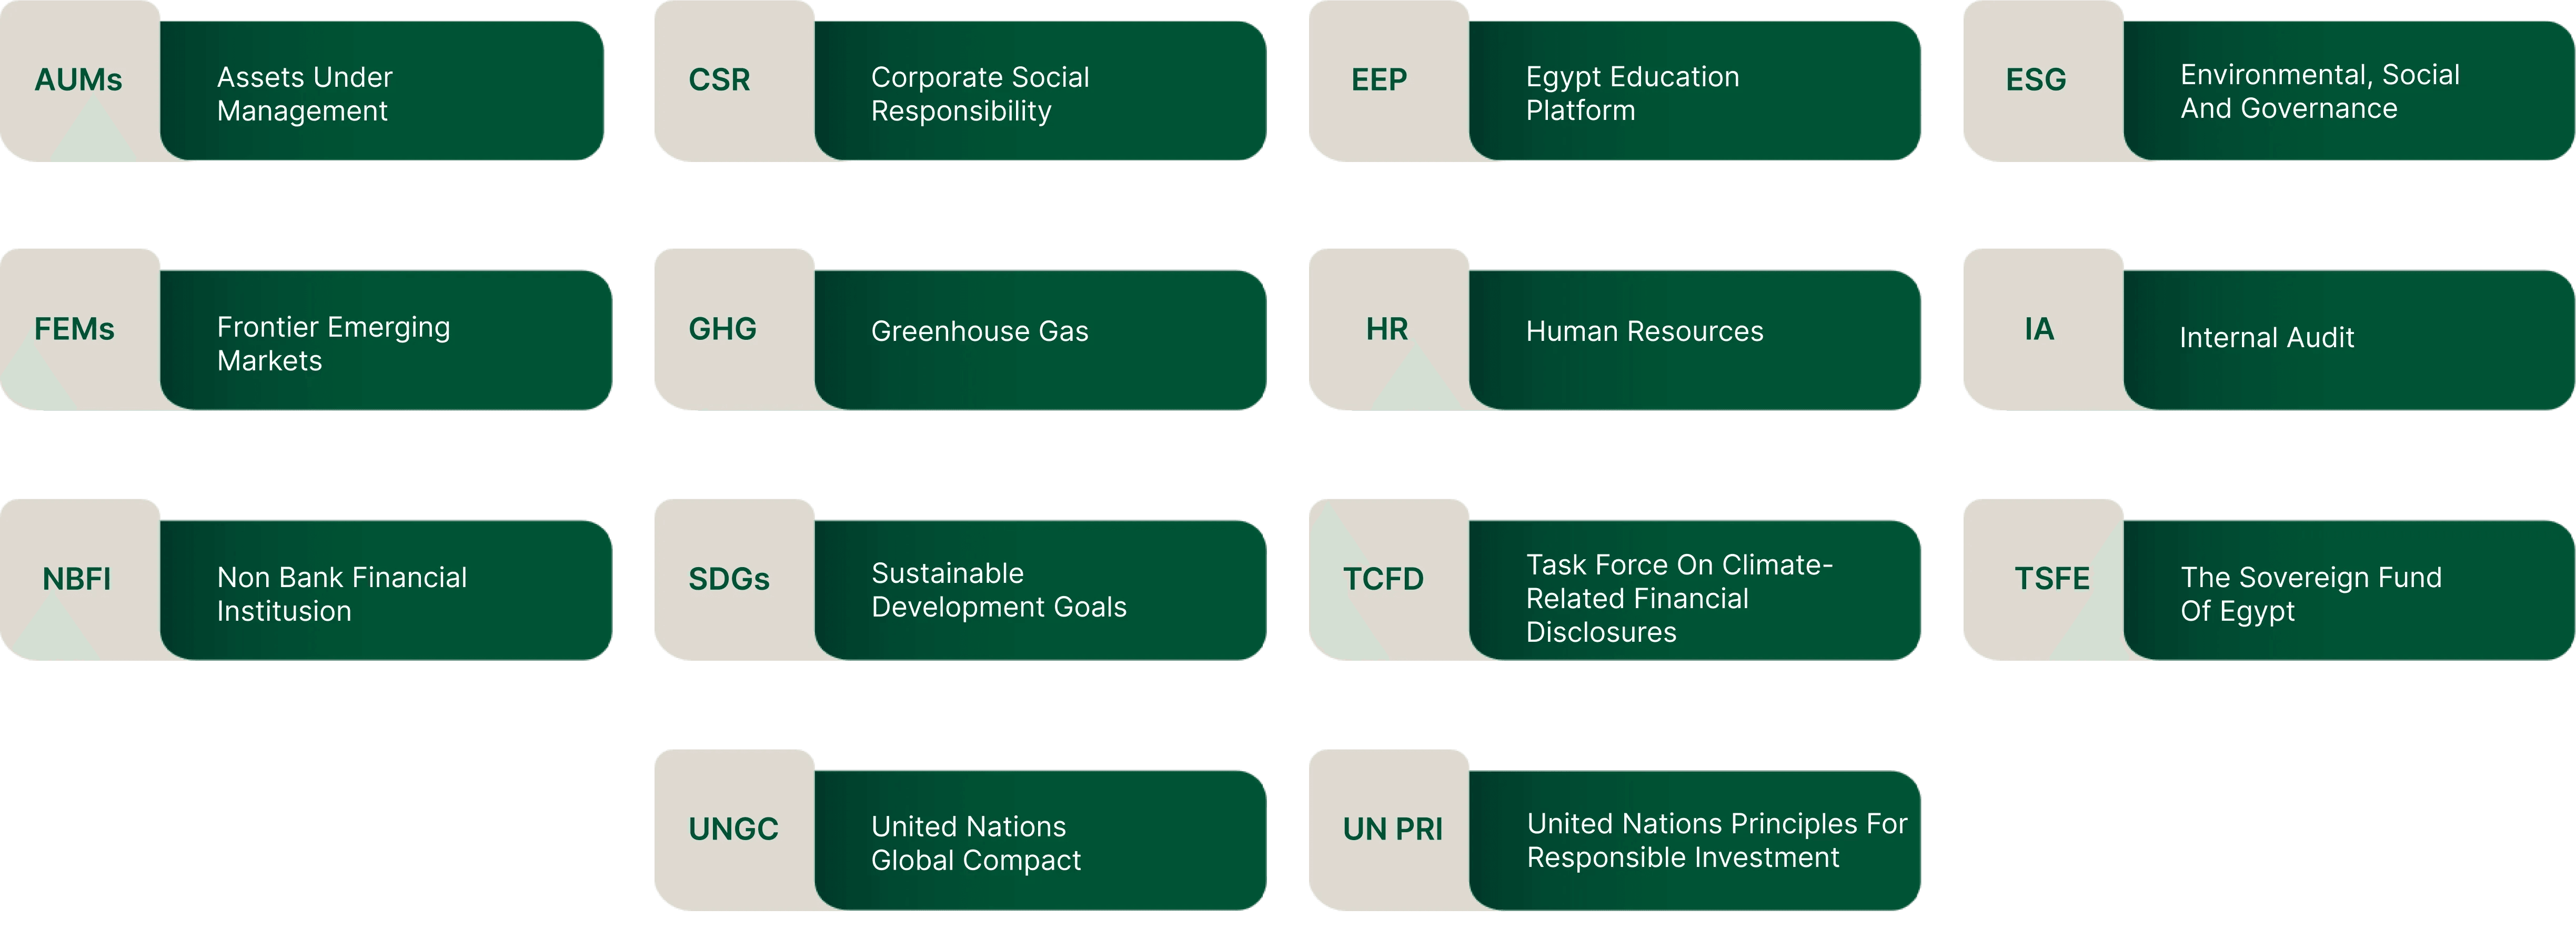 AUMs
Assets Under
Management
CSR
Corporate Social
Responsibility
EEP
Egypt Education
Platform
ESG
Environmental, Social
And Governance
FEMs
Frontier Emerging
Markets
GHG
Greenhouse Gas
HR
Human Resources
IA
Internal Audit
NBFI
Non Bank Financial
Institusion
SDGs
Sustainable
Development Goals
TCFD
Task Force On Climate-
Related Financial
Disclosures
TSFE
The Sovereign Fund
Of Egypt
UNGC
United Nations
Global Compact
UN PRI
United Nations Principles For
Responsible Investment